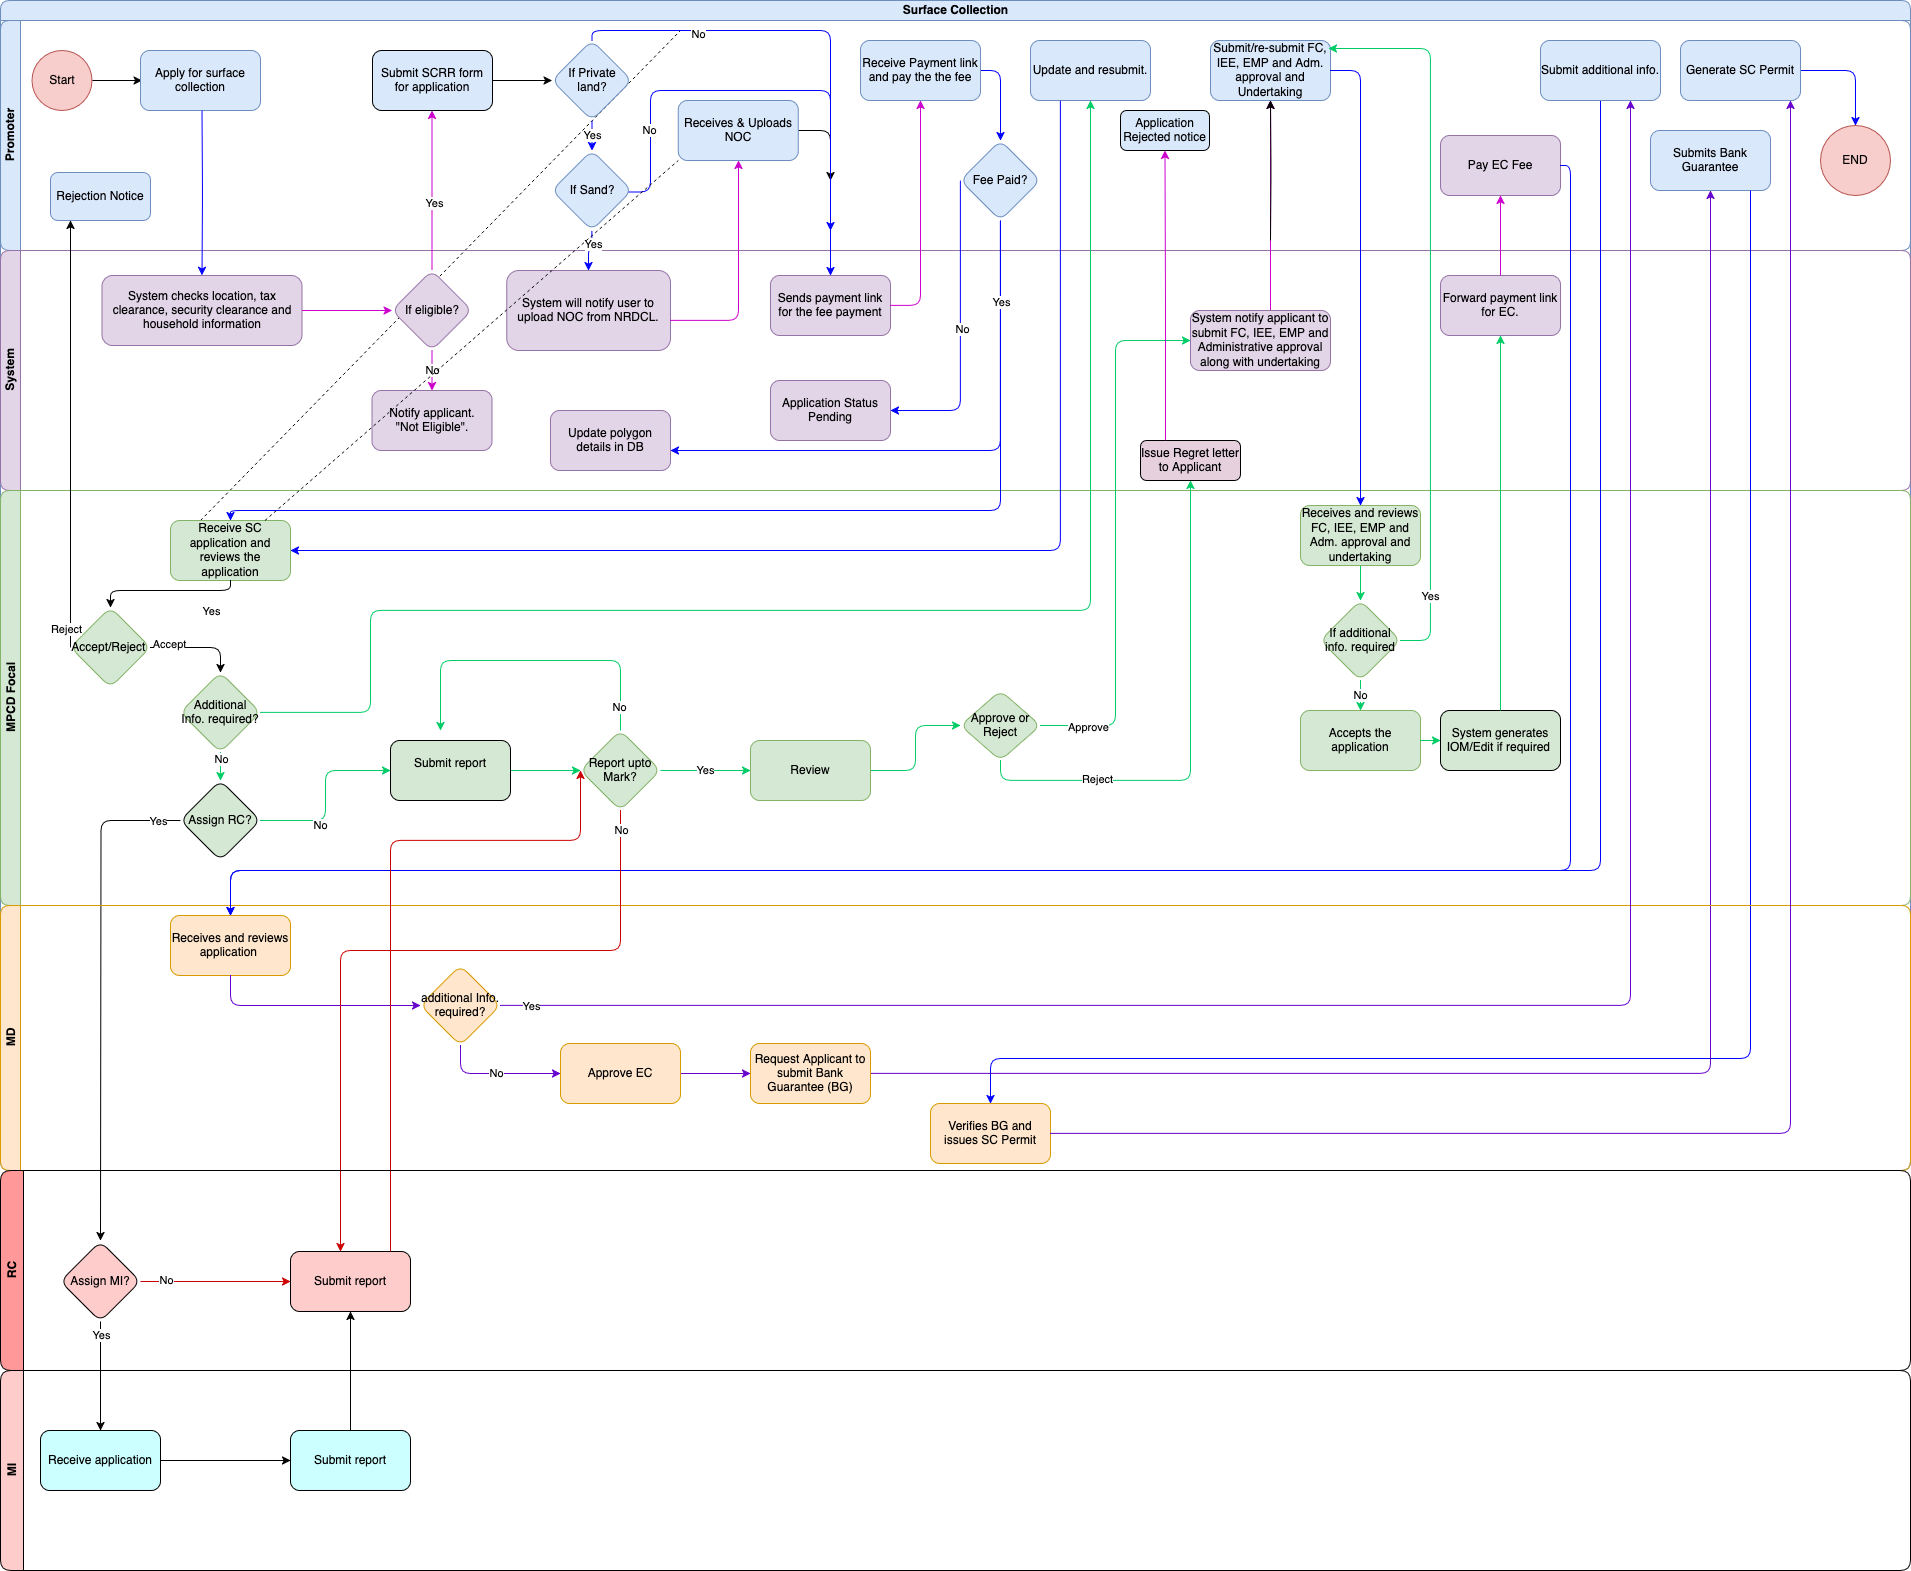 Surface Collection
Promoter
Start
Apply for surface
collection
Submit SCRR form
for application
If Private
land?
No
Yes
Receives & Uploads
NOC
No
If Sand?
Yes
Receive Payment link
and pay the the fee
Fee Paid?
Update and resubmit.
Application
Rejected notice
Submit/re-submit FC,
IEE, EMP and Adm.
approval and
Undertaking
Pay EC Fee
Submit additional info.
Submits Bank
Guarantee
Generate SC Permit
END
Rejection Notice
Yes
System
System checks location, tax
clearance, security clearance and
household information
If eligible?
No
Notify applicant.
"Not Eligible".
System will notify user to
upload NOC from NRDCL.
Update polygon
details in DB
Sends payment link
for the fee payment
Application Status
Pending
No
Yes
Issue Regret letter
to Applicant
System notify applicant to
submit FC, IEE, EMP and
Administrative approval
along with undertaking
Forward payment link
for EC.
MPCD Focal
Receive SC
application and
reviews the
application
Yes
Reject
Accept/Reject
Accept
Additional
Info. required?
No
Assign RC?
Yes
No
Submit report
No
Report upto
Mark?
Yes
No
Review
Approve or
Reject
Approve
Reject
Receives and reviews
FC, IEE, EMP and
Adm. approval and
undertaking
Yes
If additional
info. required
No
Accepts the
application
System generates
IOM/Edit if required
MD
Receives and reviews
application
additional Info.
required?
Yes
No
Approve EC
Request Applicant to
submit Bank
Guarantee (BG)
Verifies BG and
issues SC Permit
RC
Assign MI?
No
Submit report
Yes
MI
Receive application
Submit report